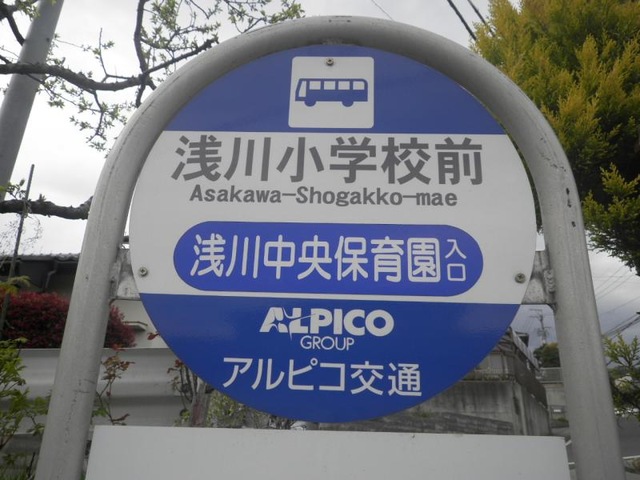 浅川小学校前
Asakawa-Shogakko-mae
浅川中央保育園入口
ALPICO
GROUP
アルピコ交通